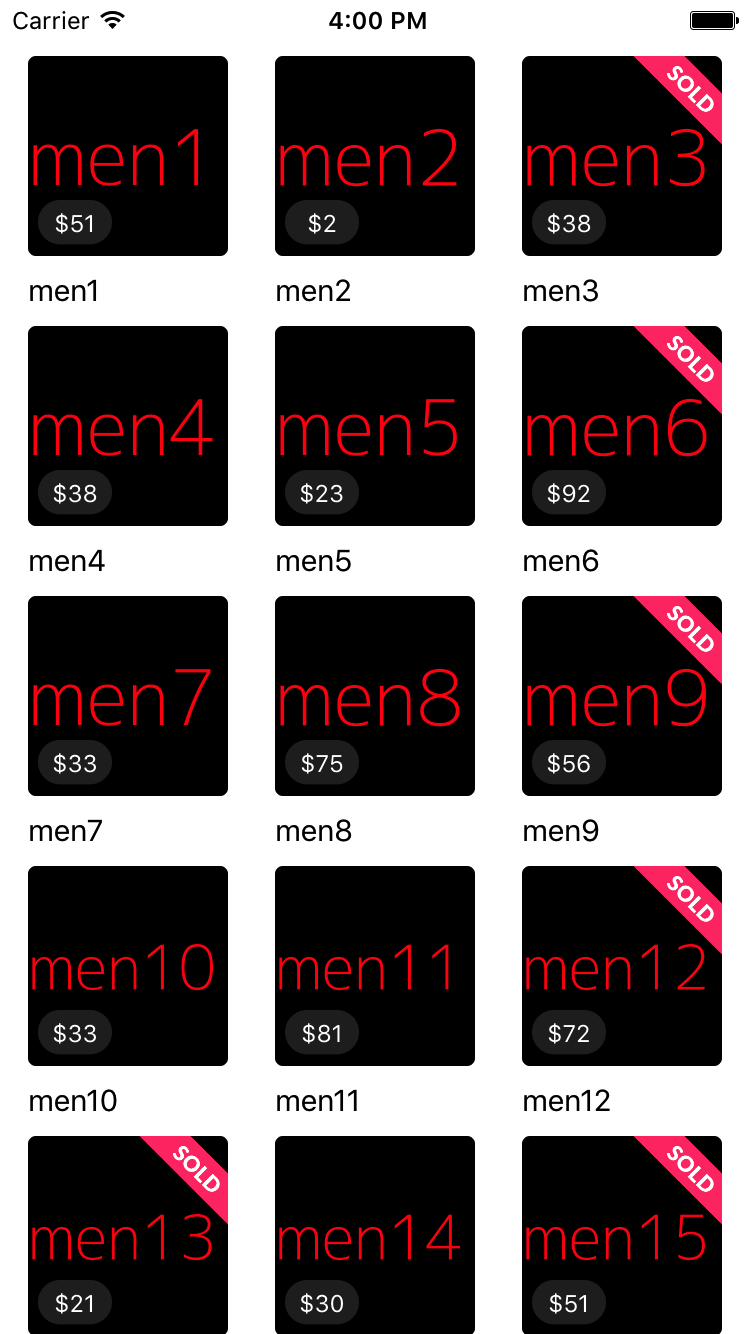 Carrier 4:00 PM
SOLD
men1 men2 men3
$51 $2 $38
men1 men2 men3
SOLD
men4 men5 men6
$38 $23 $92
men4 men5 men6
SOLD
men7 men8 men9
$33 $75 $56
men7 men8 men9
SOLD
men10 men11 men12
$33 $81 $72
men10 men11 men12
SOLD SOLD
men13 men14 men15
$21 $30 $51